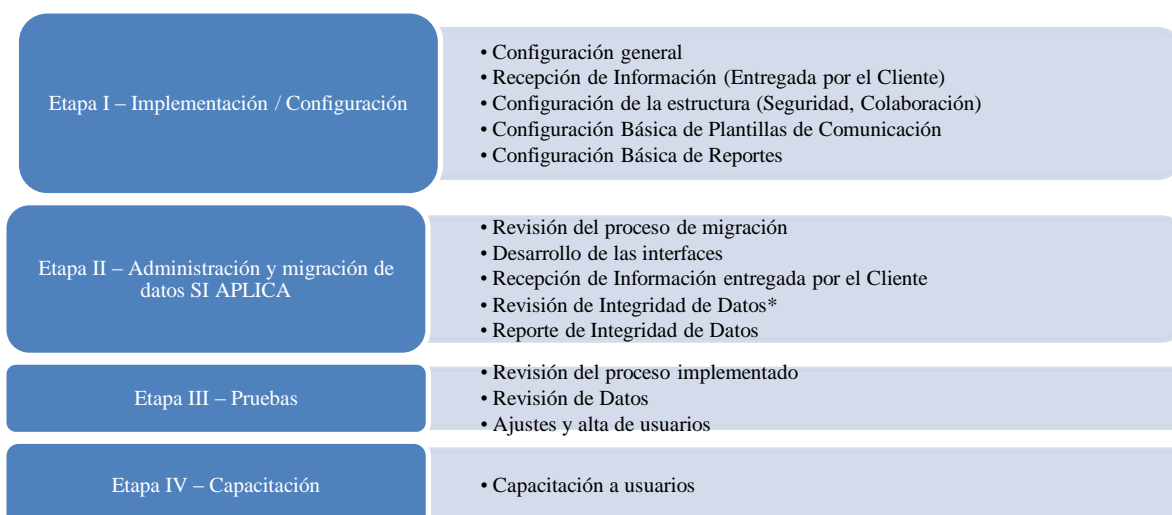 Etapa I – Implementación / Configuración
• Configuración general
• Recepción de Información (Entregada por el Cliente)
• Configuración de la estructura (Seguridad, Colaboración)
• Configuración Básica de Plantillas de Comunicación
• Configuración Básica de Reportes
Etapa II – Administración y migración de
datos SI APLICA
• Revisión del proceso de migración
• Desarrollo de las interfaces
• Recepción de Información entregada por el Cliente
• Revisión de Integridad de Datos*
• Reporte de Integridad de Datos
Etapa III – Pruebas
• Revisión del proceso implementado
• Revisión de Datos
• Ajustes y alta de usuarios
Etapa IV – Capacitación
• Capacitación a usuarios